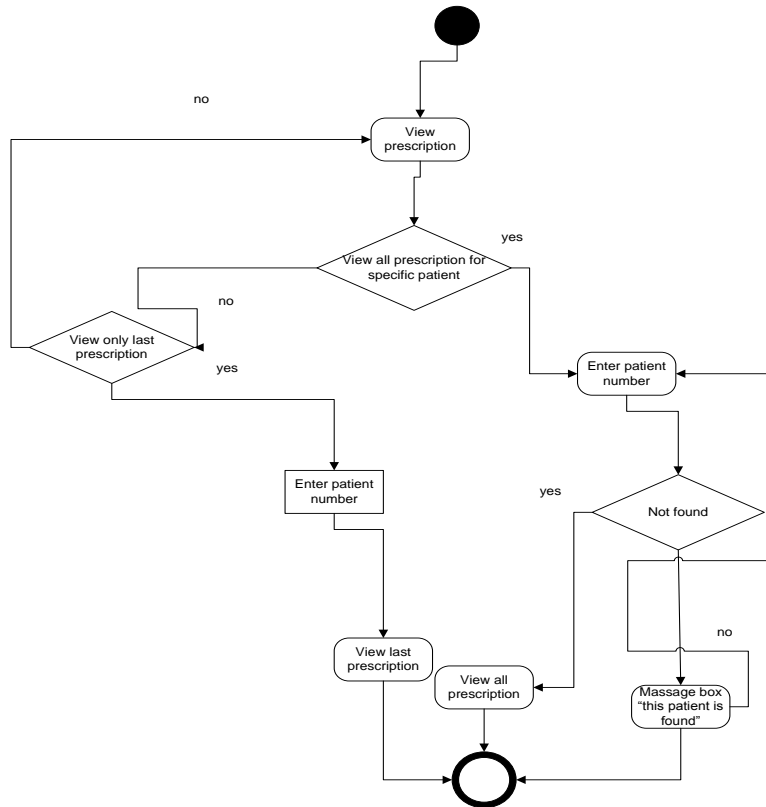 no
View
prescription
yes
View all prescription for
specific patient
no
View only last
prescription
yes
Enter patient
number
Enter patient
number
yes
Not found
no
View last
prescription
View all
prescription
Massage box
“this patient is
found”